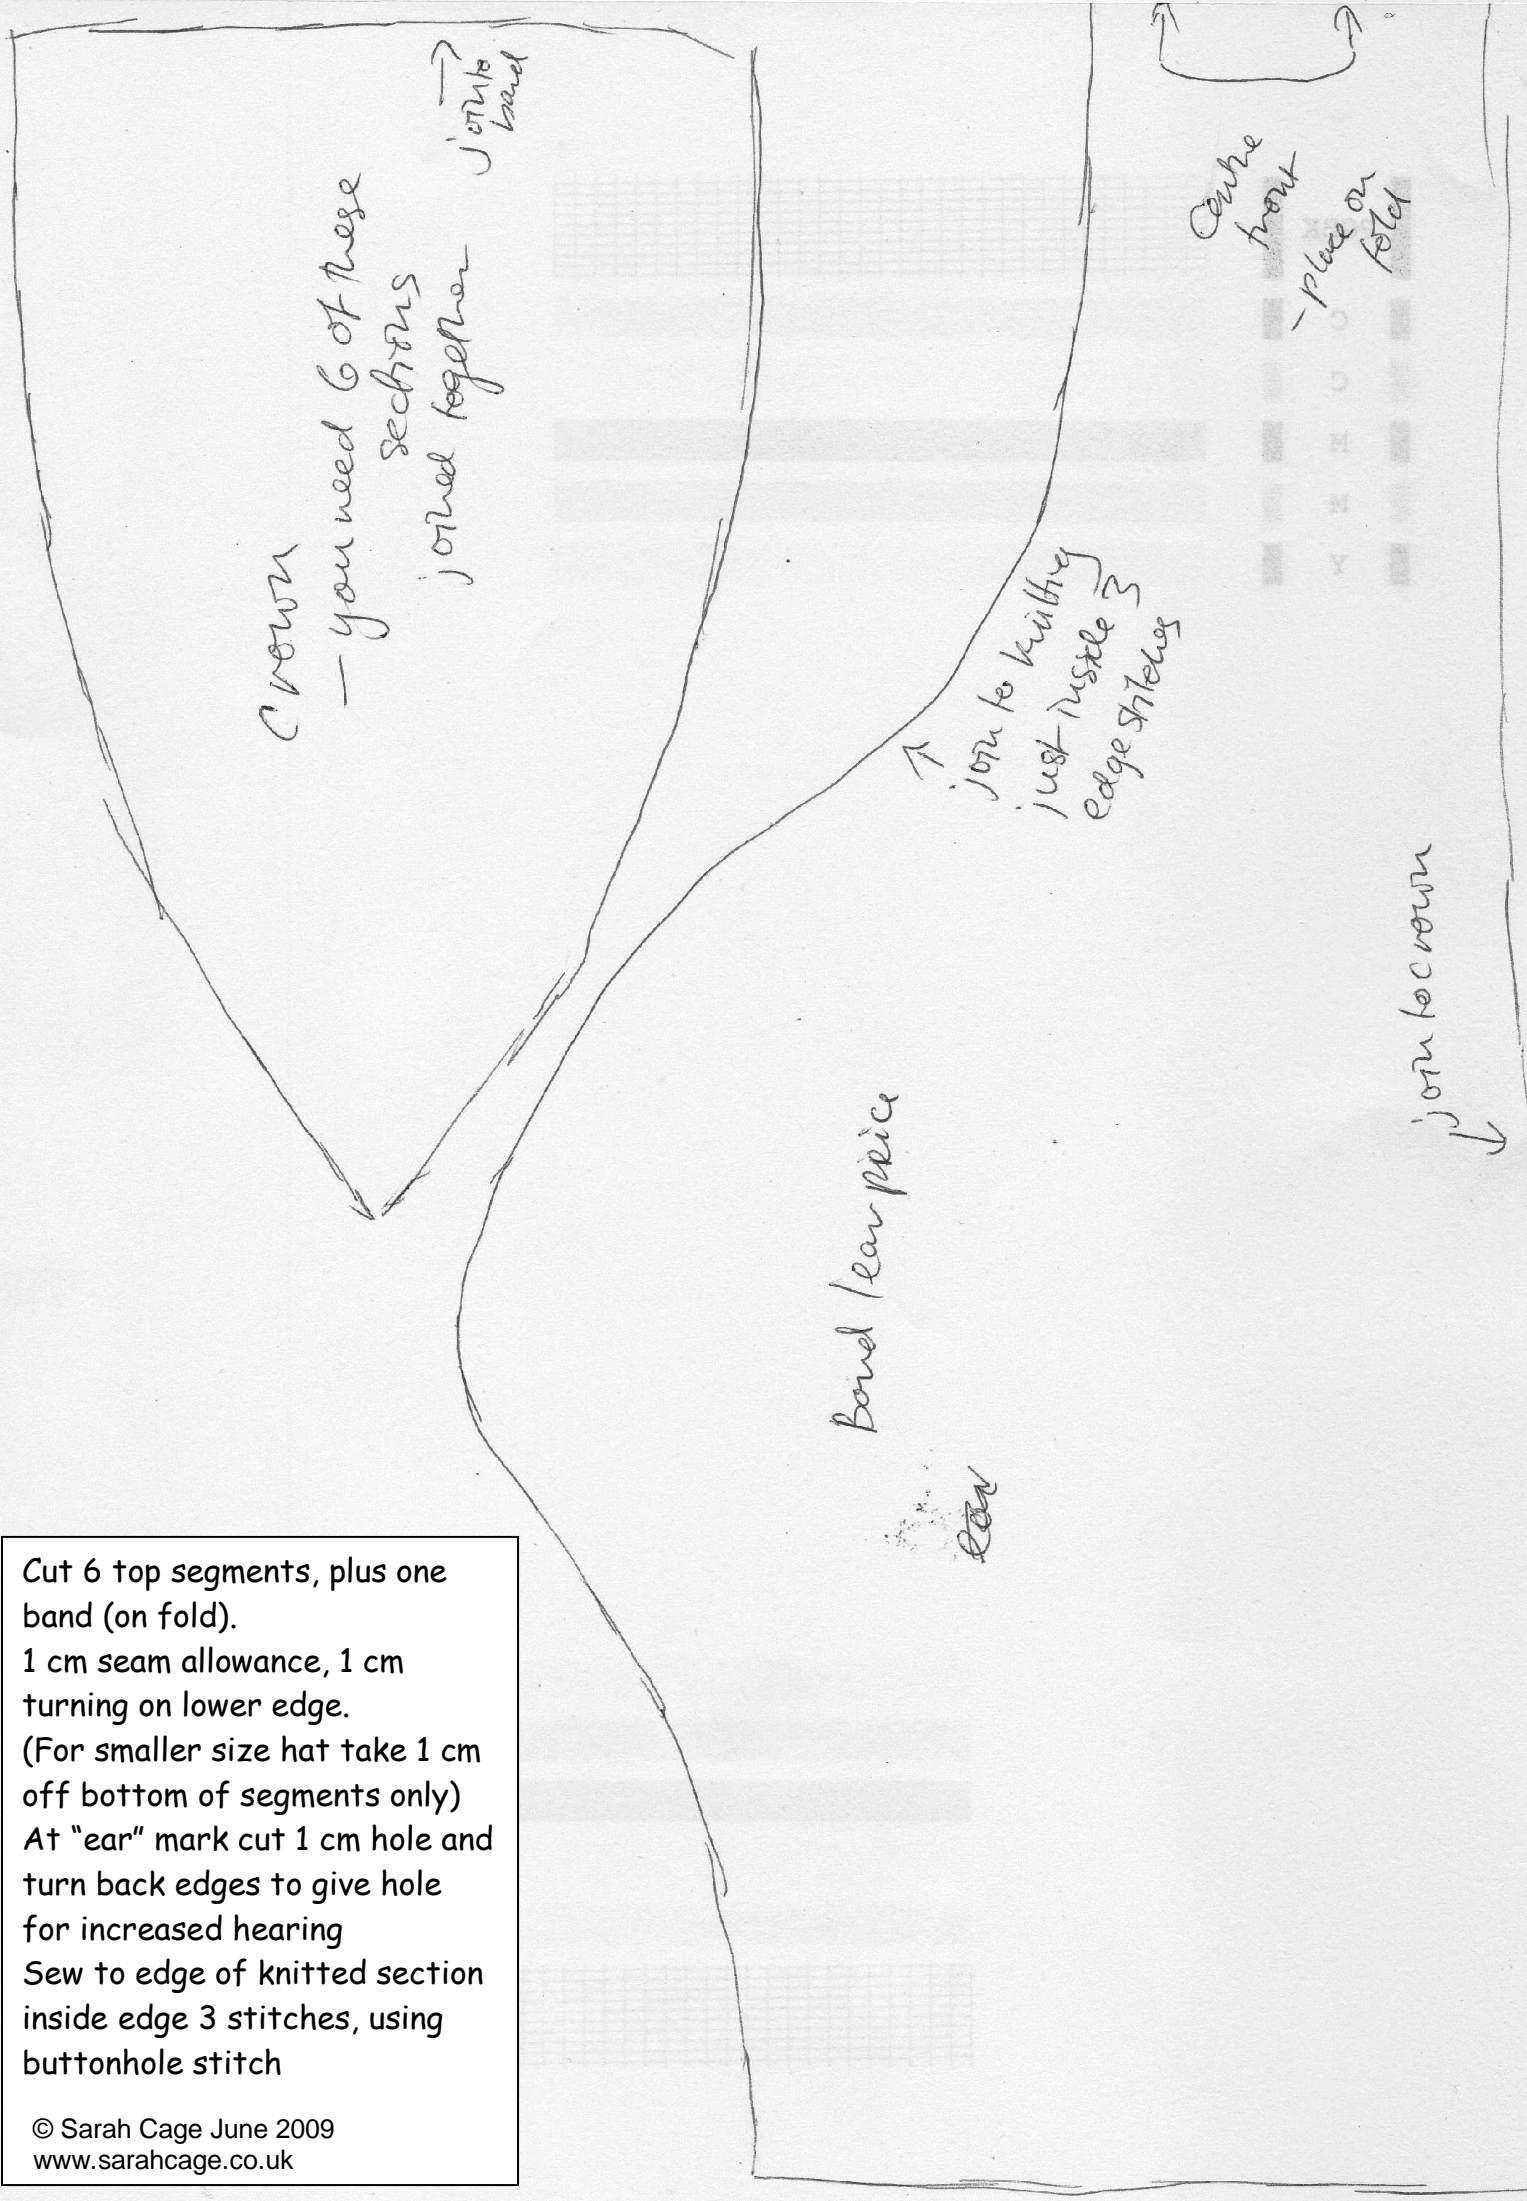 Crown
— you need 6 of these
sections
joined together
join to
band
Centre
front
- place on
fold
join to knitting
just inside 3
edge stitches
join to crown
Band / ear piece
ear
Cut 6 top segments, plus one
band (on fold).
1 cm seam allowance, 1 cm
turning on lower edge.
(For smaller size hat take 1 cm
off bottom of segments only)
At “ear” mark cut 1 cm hole and
turn back edges to give hole
for increased hearing
Sew to edge of knitted section
inside edge 3 stitches, using
buttonhole stitch
© Sarah Cage June 2009
www.sarahcage.co.uk